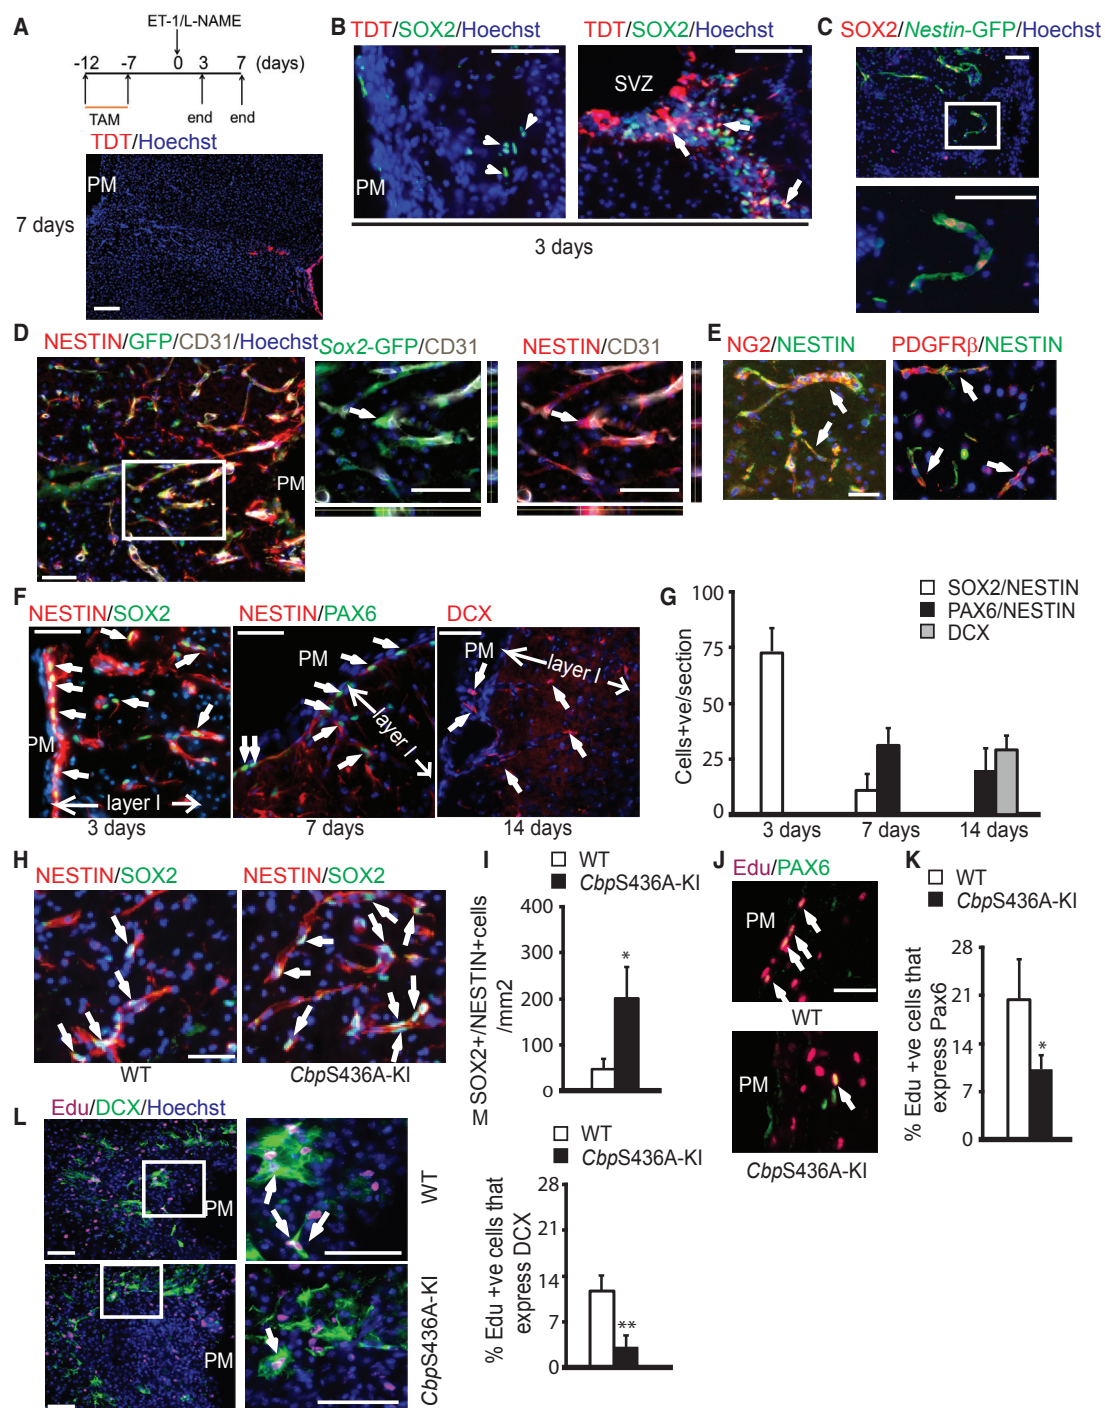 A
ET-1/L-NAME
-12 -7 0 3 7 (days)
TAM end end
TDT/Hoechst
PM
7 days
B
TDT/SOX2/Hoechst
TDT/SOX2/Hoechst
SVZ
PM
3 days
C
SOX2/Nestin-GFP/Hoechst
D
NESTIN/GFP/CD31/Hoechst
Sox2-GFP/CD31
NESTIN/CD31
PM
E
NG2/NESTIN
PDGFRβ/NESTIN
F
NESTIN/SOX2
NESTIN/PAX6
DCX
PM
layer I
PM
layer I
PM
layer I
3 days
7 days
14 days
G
SOX2/NESTIN
PAX6/NESTIN
DCX
Cells+ve/section
100
75
50
25
0
3 days 7 days 14 days
H
NESTIN/SOX2
NESTIN/SOX2
WT
CbpS436A-KI
I
WT
CbpS436A-KI
SOX2+/NESTIN+cells
/mm2
400
300
200
100
0
*
J
Edu/PAX6
PM
WT
PM
CbpS436A-KI
K
WT
CbpS436A-KI
% Edu +ve cells that
express Pax6
28
21
14
7
0
*
L
Edu/DCX/Hoechst
PM
WT
PM
CbpS436A-KI
M
WT
CbpS436A-KI
% Edu +ve cells that
express DCX
28
21
14
7
0
**